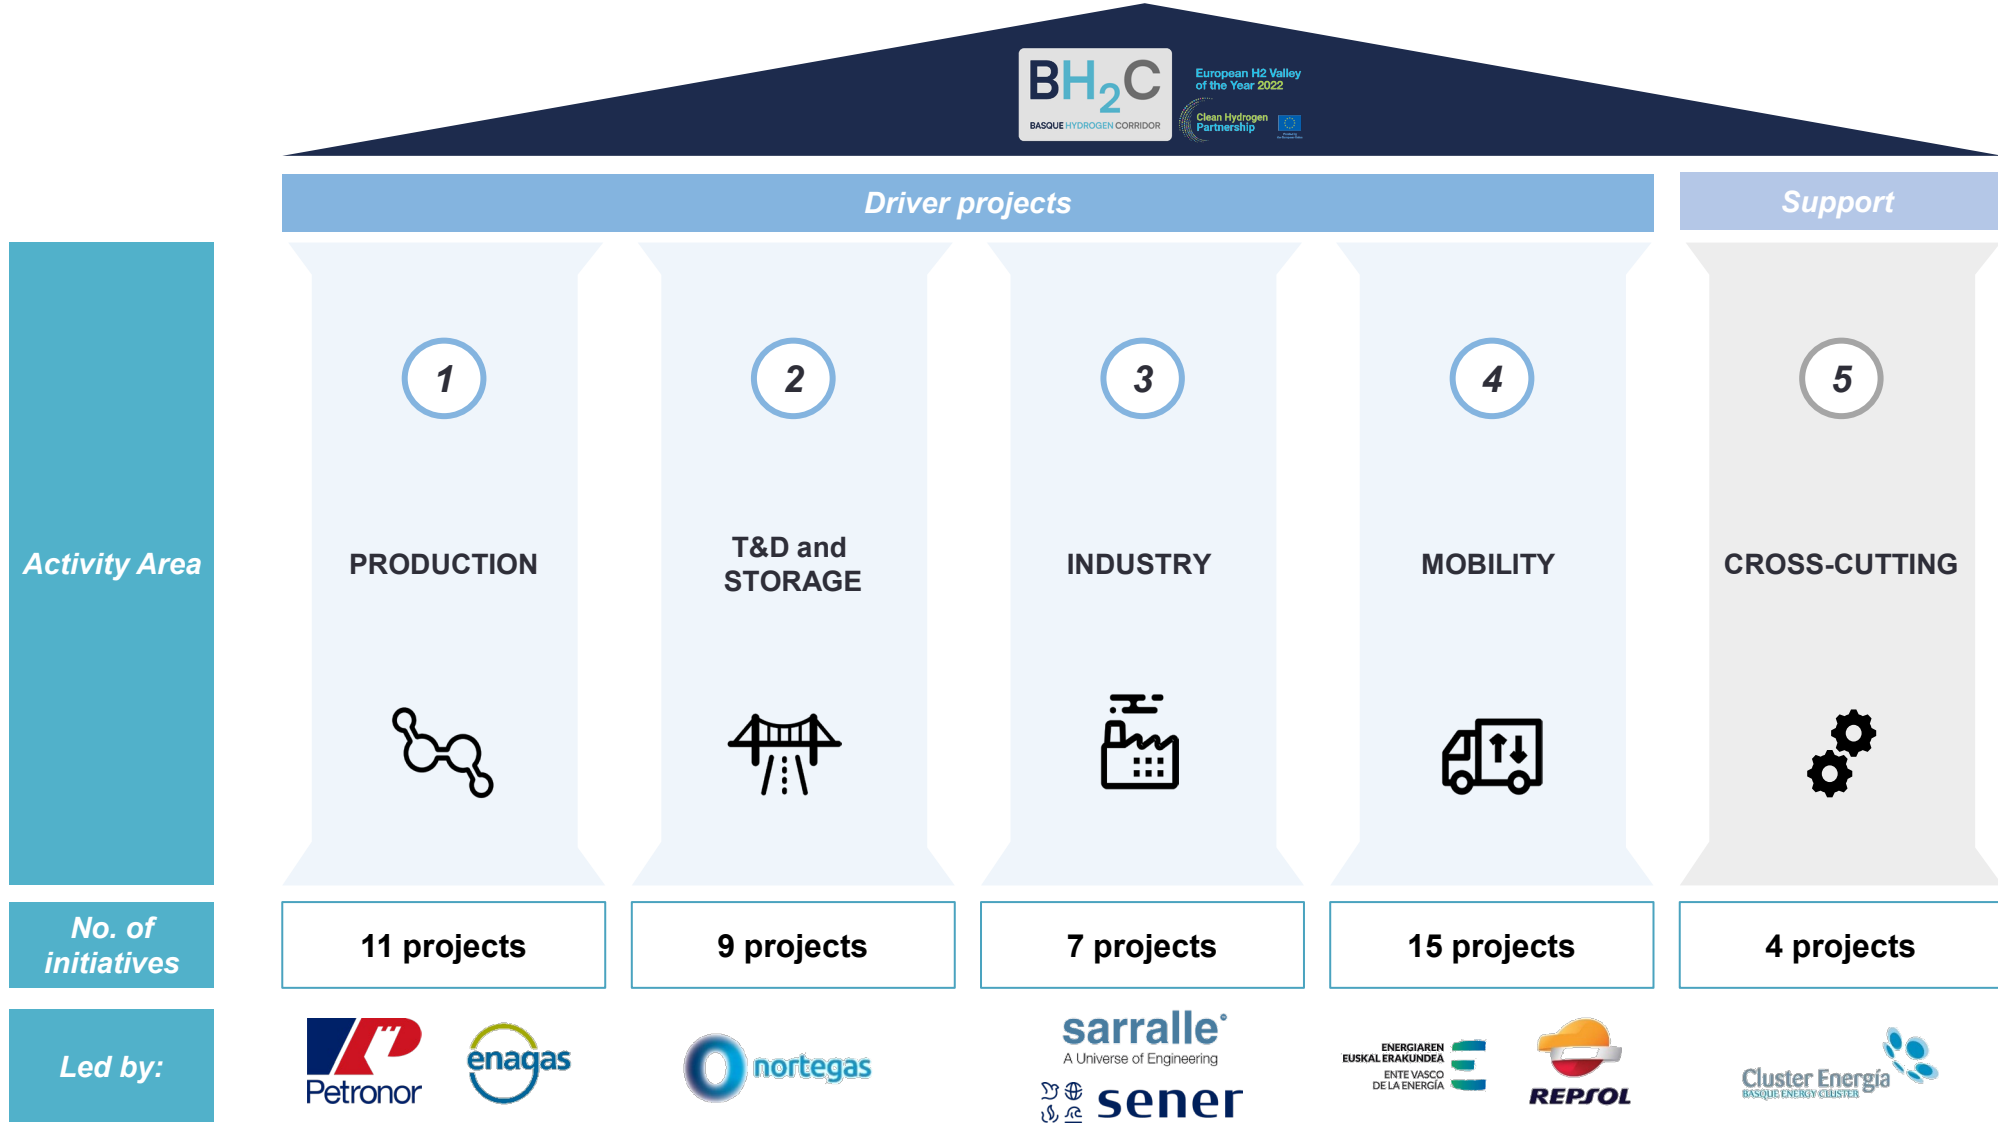 BH2C
BASQUE HYDROGEN CORRIDOR
European H2 Valley
of the Year 2022
Clean Hydrogen
Partnership
Driver projects
Support
Activity Area
1
2
3
4
5
PRODUCTION
T&D and
STORAGE
INDUSTRY
MOBILITY
CROSS-CUTTING
No. of
initiatives
11 projects
9 projects
7 projects
15 projects
4 projects
Led by:
Petronor
enagas
nortegas
sarralle
A Universe of Engineering
sener
ENERGIAREN
EUSKAL ERAKUNDEA
ENTE VASCO
DE LA ENERGÍA
REPSOL
Cluster Energía
BASQUE ENERGY CLUSTER